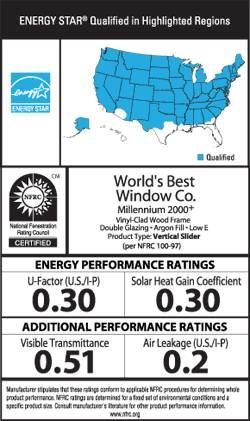 ENERGY STAR® Qualified in Highlighted Regions
energy
ENERGY STAR
Qualified
CM
NFRC
National Fenestration
Rating Council
CERTIFIED
World's Best
Window Co.
Millennium 2000+
Vinyl-Clad Wood Frame
Double Glazing • Argon Fill • Low E
Product Type: Vertical Slider
(per NFRC 100-97)
ENERGY PERFORMANCE RATINGS
U-Factor (U.S./I-P)
0.30
Solar Heat Gain Coefficient
0.30
ADDITIONAL PERFORMANCE RATINGS
Visible Transmittance
0.51
Air Leakage (U.S./I-P)
0.2
Manufacturer stipulates that these ratings conform to applicable NFRC procedures for determining whole
product performance. NFRC ratings are determined for a fixed set of environmental conditions and a
specific product size. Consult manufacturer's literature for other product performance information.
www.nfrc.org